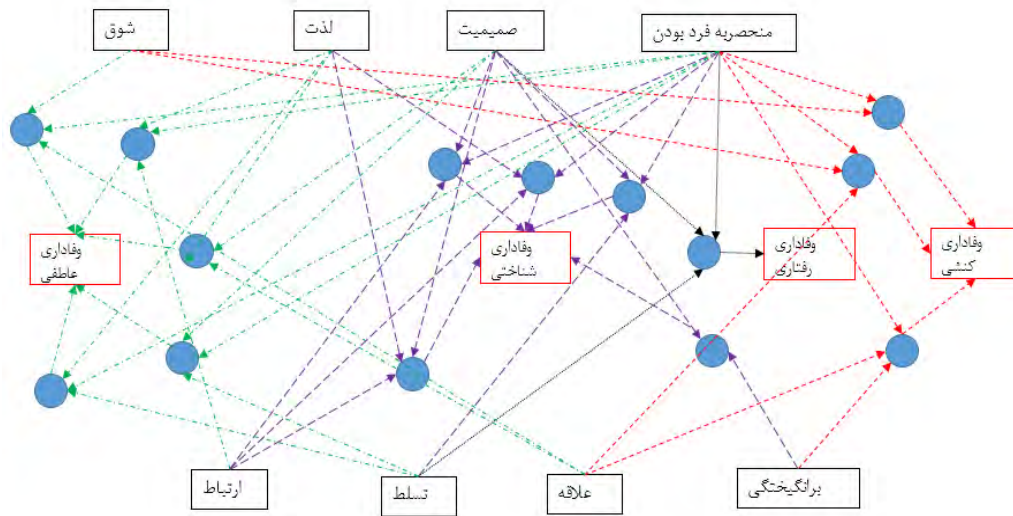 شوق
لذت
صمیمیت
منحصربه فرد بودن
وفاداری
عاطفی
وفاداری
شناختی
وفاداری
رفتاری
وفاداری
کنشی
ارتباط
تسلط
علاقه
برانگیختگی